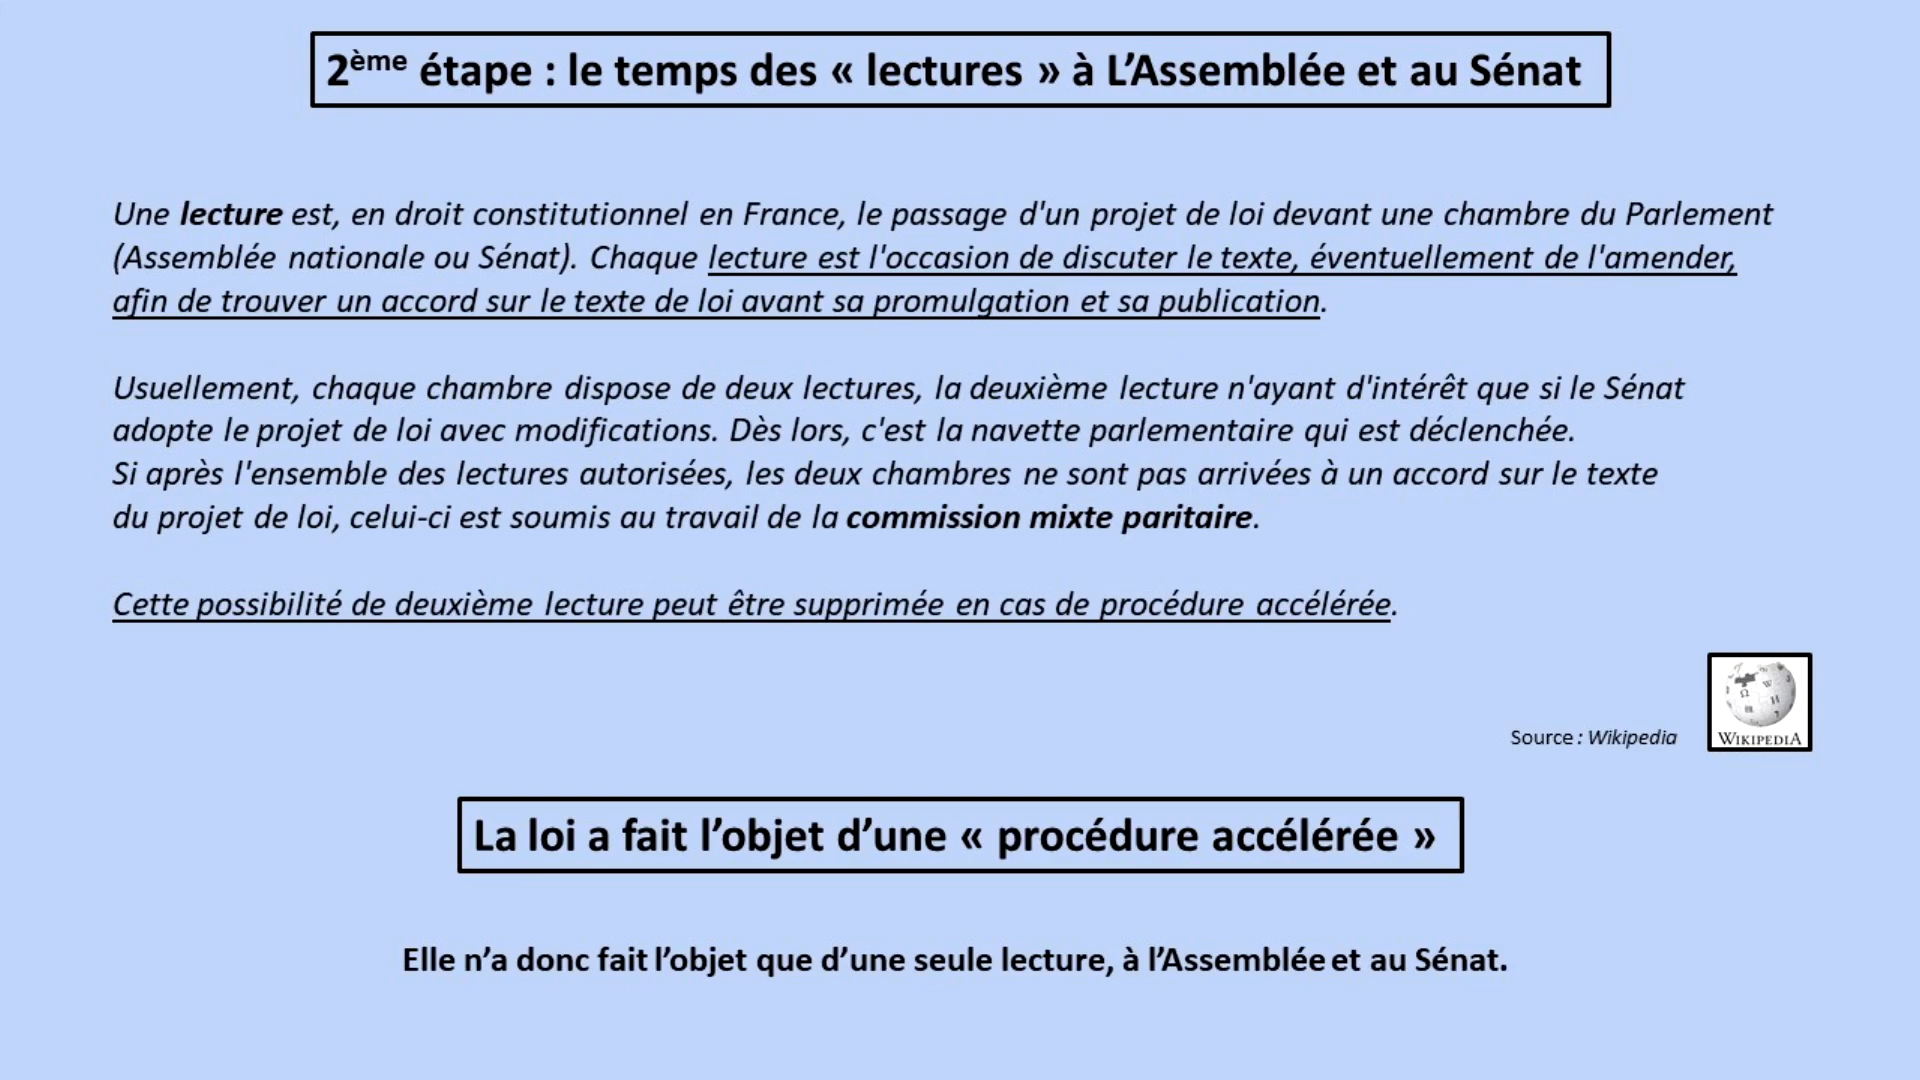 2ème étape : le temps des « lectures » à L’Assemblée et au Sénat
Une lecture est, en droit constitutionnel en France, le passage d'un projet de loi devant une chambre du Parlement
(Assemblée nationale ou Sénat). Chaque lecture est l'occasion de discuter le texte, éventuellement de l'amender,
afin de trouver un accord sur le texte de loi avant sa promulgation et sa publication.
Usuellement, chaque chambre dispose de deux lectures, la deuxième lecture n'ayant d'intérêt que si le Sénat
adopte le projet de loi avec modifications. Dès lors, c'est la navette parlementaire qui est déclenchée.
Si après l'ensemble des lectures autorisées, les deux chambres ne sont pas arrivées à un accord sur le texte
du projet de loi, celui-ci est soumis au travail de la commission mixte paritaire.
Cette possibilité de deuxième lecture peut être supprimée en cas de procédure accélérée.
Source : Wikipedia
WIKIPEDIA
La loi a fait l’objet d’une « procédure accélérée »
Elle n’a donc fait l’objet que d’une seule lecture, à l’Assemblée et au Sénat.